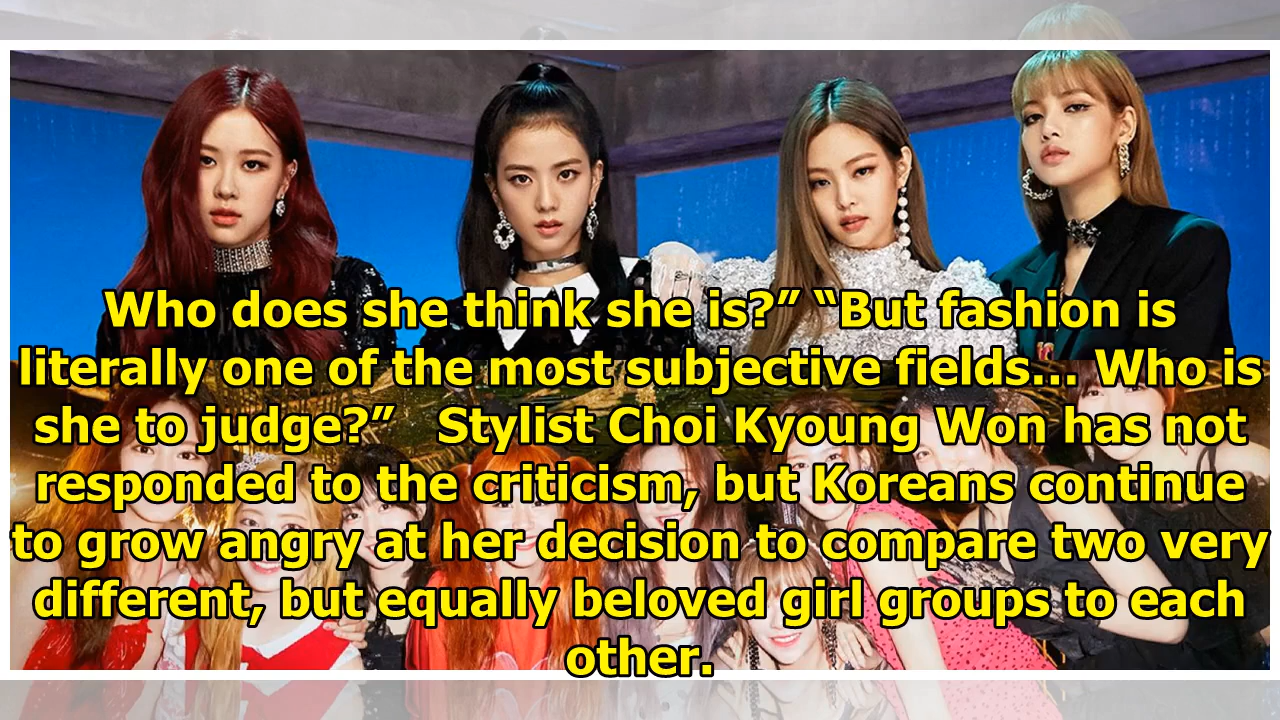 Who does she think she is?” “But fashion is
literally one of the most subjective fields... Who is
she to judge?”   Stylist Choi Kyoung Won has not
responded to the criticism, but Koreans continue
to grow angry at her decision to compare two very
different, but equally beloved girl groups to each
other.